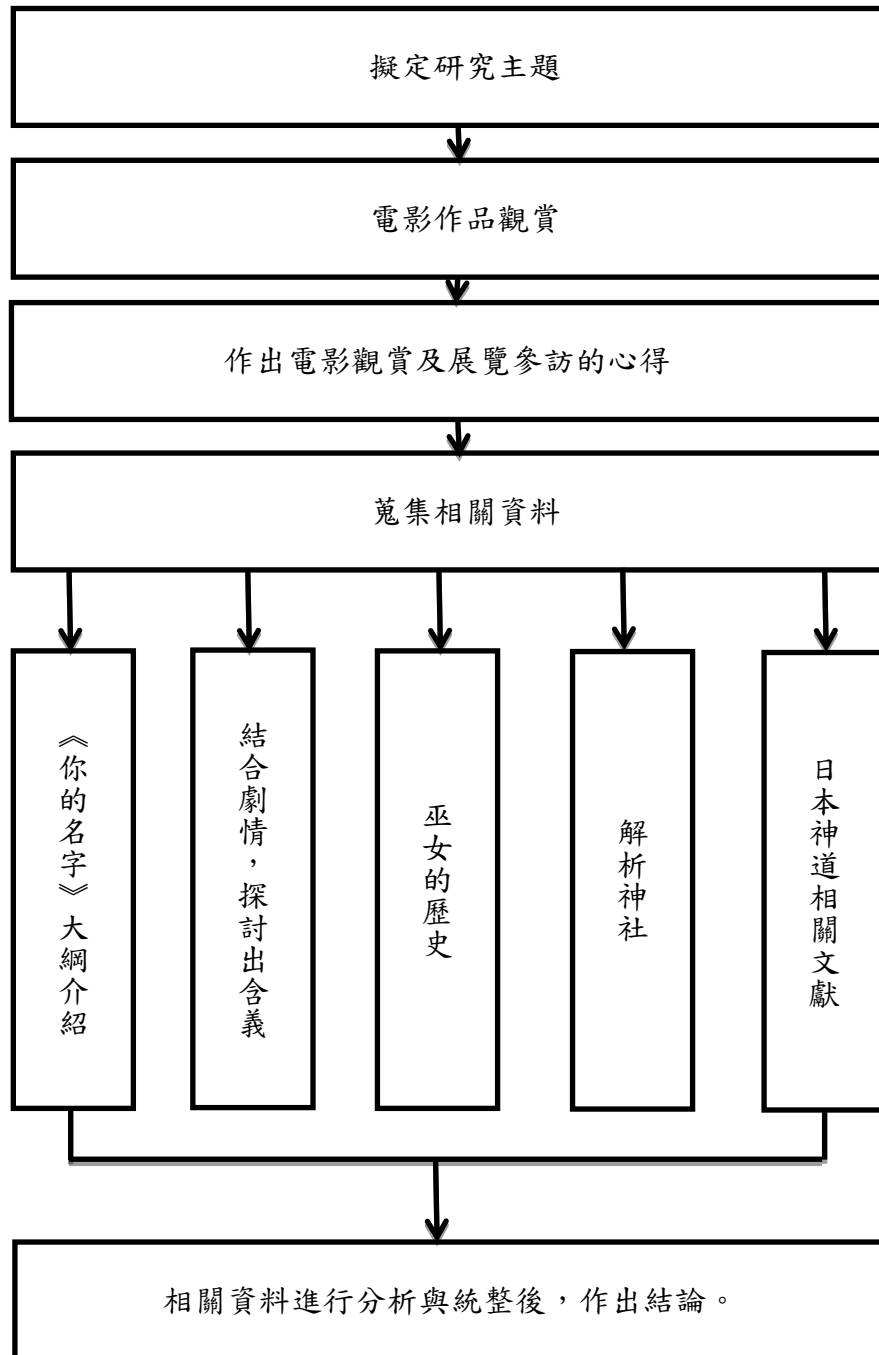 擬定研究主題
電影作品觀賞
作出電影觀賞及展覽參訪的心得
蒐集相關資料
《你的名字》大綱介紹
結合劇情，探討出含義
巫女的歷史
解析神社
日本神道相關文獻
相關資料進行分析與統整後，作出結論。